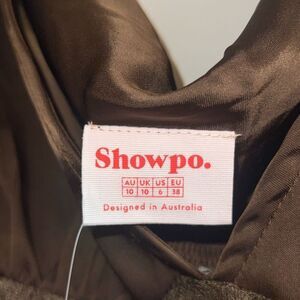 Showpo.
AU UK US EU
10 10 6 38
Designed in Australia